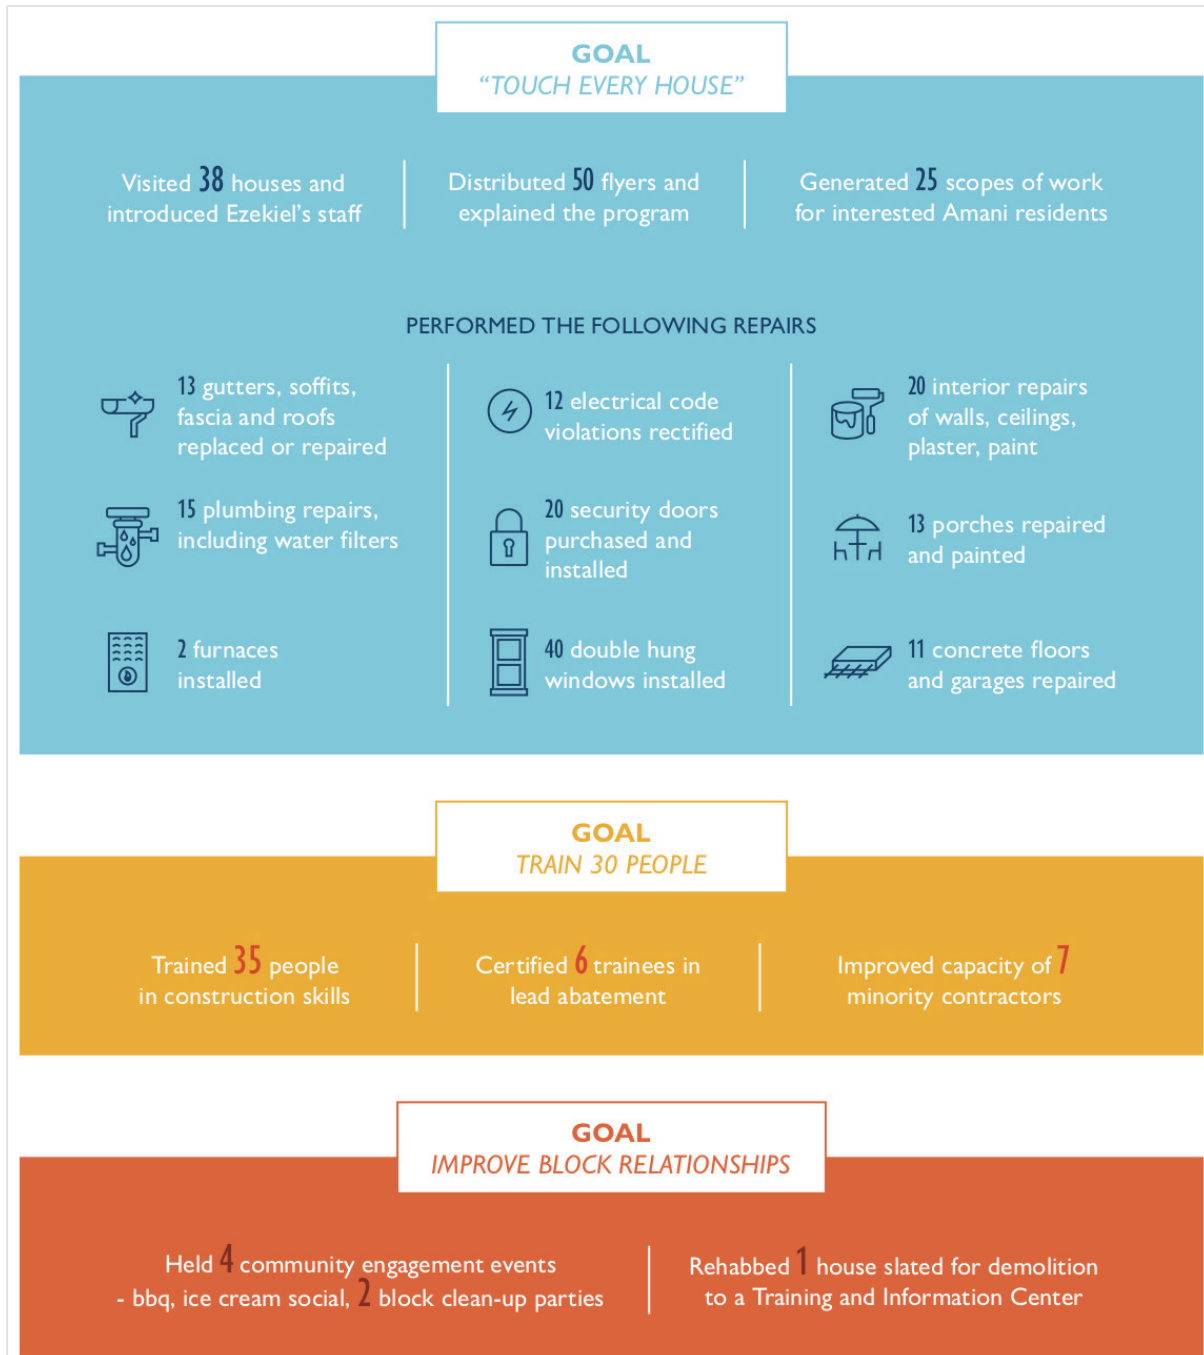 GOAL
“TOUCH EVERY HOUSE”
Visited 38 houses and
introduced Ezekiel’s staff
Distributed 50 flyers and
explained the program
Generated 25 scopes of work
for interested Amani residents
PERFORMED THE FOLLOWING REPAIRS
13 gutters, soffits,
fascia and roofs
replaced or repaired
12 electrical code
violations rectified
20 interior repairs
of walls, ceilings,
plaster, paint
15 plumbing repairs,
including water filters
20 security doors
purchased and
installed
13 porches repaired
and painted
2 furnaces
installed
40 double hung
windows installed
11 concrete floors
and garages repaired
GOAL
TRAIN 30 PEOPLE
Trained 35 people
in construction skills
Certified 6 trainees in
lead abatement
Improved capacity of 7
minority contractors
GOAL
IMPROVE BLOCK RELATIONSHIPS
Held 4 community engagement events
- bbq, ice cream social, 2 block clean-up parties
Rehabbed 1 house slated for demolition
to a Training and Information Center